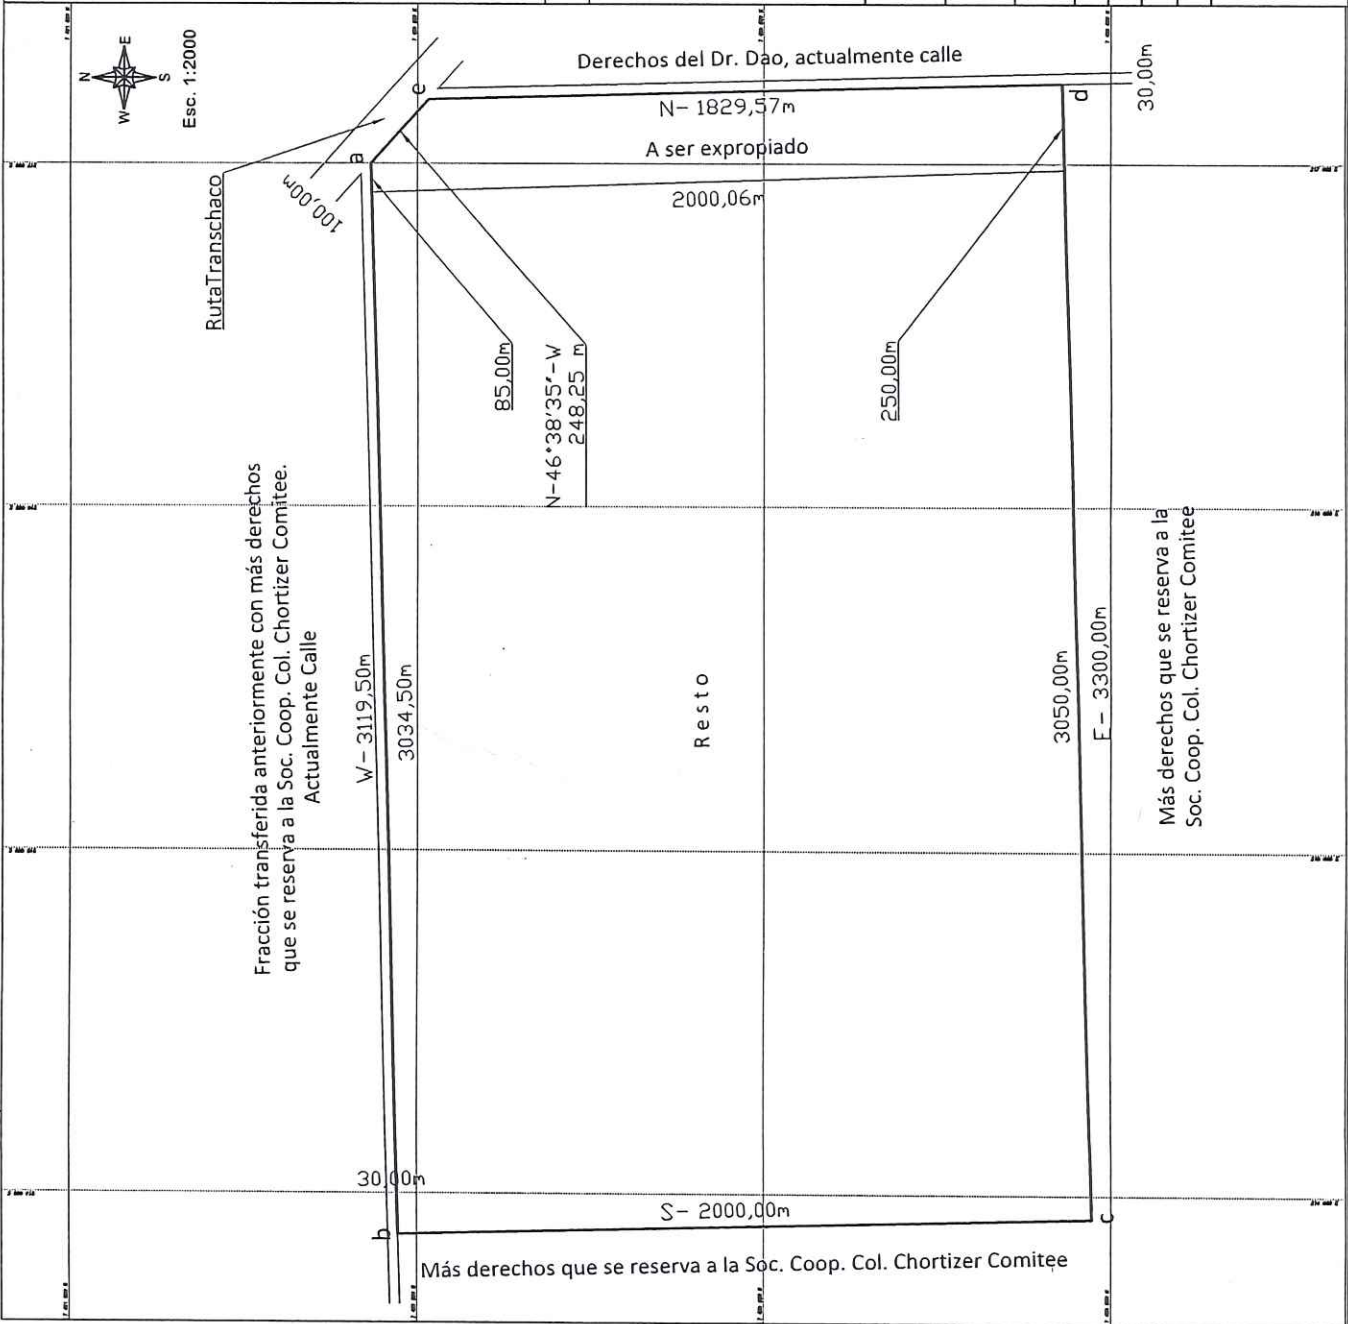 N
W
E
S
Esc. 1:2000
Derechos del Dr. Dao, actualmente calle
e
N- 1829,57m
d
30,00m
a
A ser expropiado
100,00m
2000,06m
RutaTranschaco
85,00m
N-46°38'35"-W
248,25 m
250,00m
Fracción transferida anteriormente con más derechos
que se reserva a la Soc. Coop. Col. Chortizer Comitee.
Actualmente Calle
W- 3119,50m
3034,50m
Resto
3050,00m
E- 3300,00m
Más derechos que se reserva a la
Soc. Coop. Col. Chortizer Comitee
30,00m
b
S- 2000,00m
c
Más derechos que se reserva a la Soc. Coop. Col. Chortizer Comitee